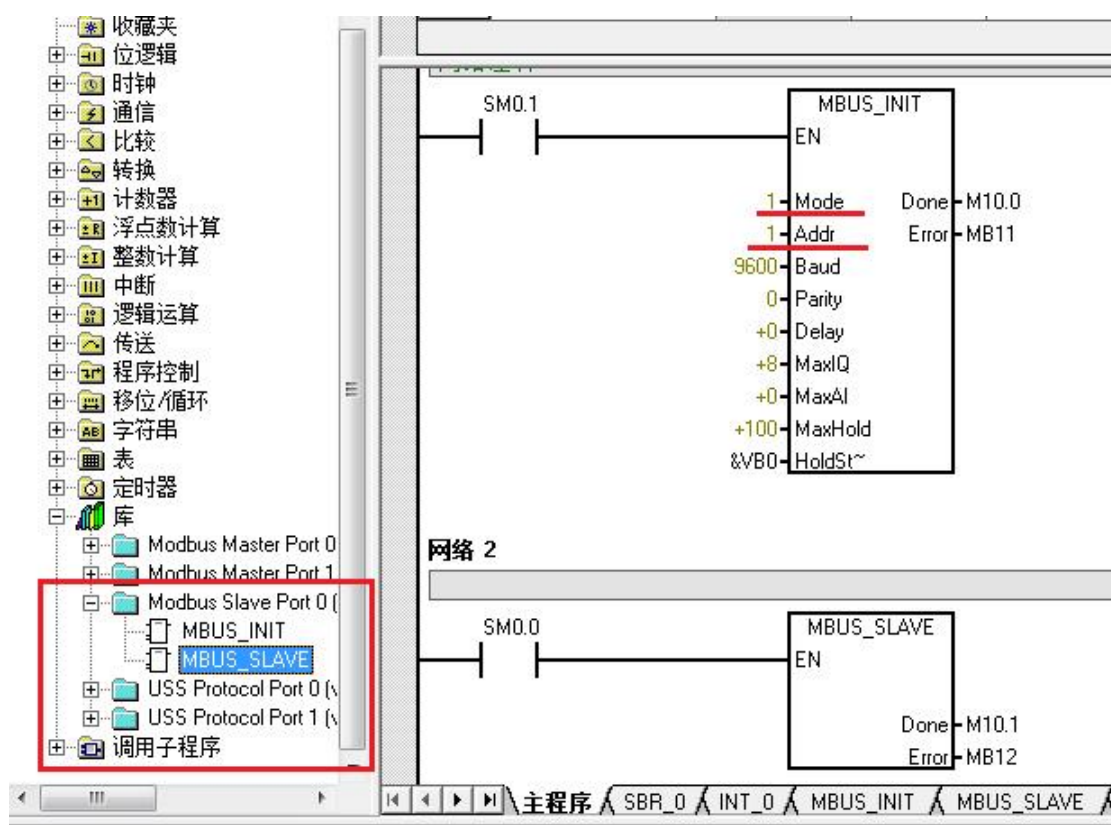 收藏夹
位逻辑
时钟
通信
比较
转换
计数器
浮点数计算
整数计算
中断
逻辑运算
传送
程序控制
移位/循环
字符串
表
定时器
库
Modbus Master Port 0
Modbus Master Port 1
Modbus Slave Port 0 (
MBUS_INIT
MBUS_SLAVE
USS Protocol Port 0 (v
USS Protocol Port 1 (v
调用子程序
SM0.1
MBUS_INIT
EN
1 Mode Done M10.0
1 Addr Error MB11
9600 Baud
0 Parity
+0 Delay
+8 MaxIQ
+0 MaxAI
+100 MaxHold
&VB0 HoldSt~
网络 2
SM0.0
MBUS_SLAVE
EN
Done M10.1
Error MB12
主程序 SBR_0 INT_0 MBUS_INIT MBUS_SLAVE